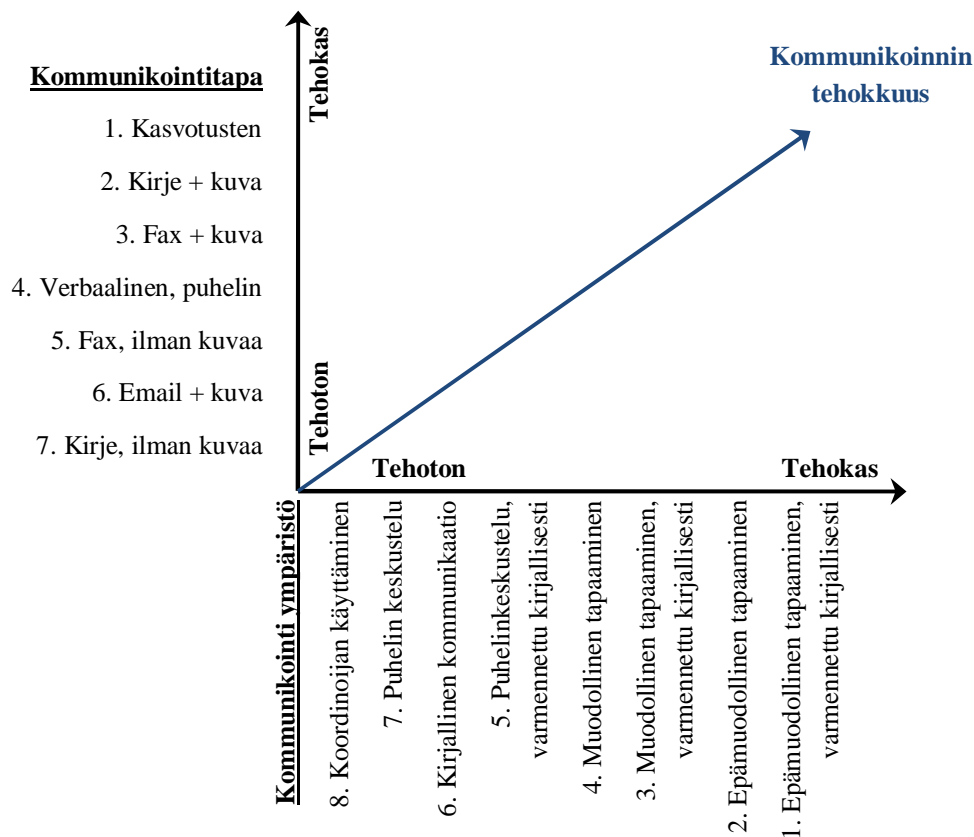 Kommunikoinnin
tehokkuus
Tehokas
Kommunikointitapa
1. Kasvotusten
2. Kirje + kuva
3. Fax + kuva
4. Verbaalinen, puhelin
5. Fax, ilman kuvaa
6. Email + kuva
7. Kirje, ilman kuvaa
Tehoton
Tehoton
Tehokas
Kommunikointi ympäristö
8. Koordinoijan käyttäminen
7. Puhelin keskustelu
6. Kirjallinen kommunikaatio
5. Puhelinkeskustelu,
varmennettu kirjallisesti
4. Muodollinen tapaaminen
3. Muodollinen tapaaminen,
varmennettu kirjallisesti
2. Epämuodollinen tapaaminen
1. Epämuodollinen tapaaminen,
varmennettu kirjallisesti